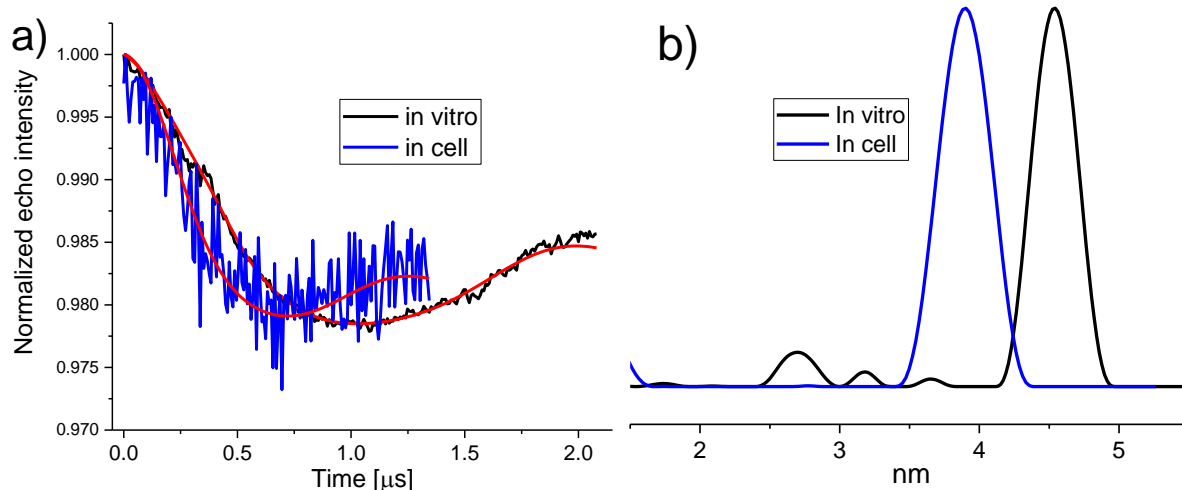 a)
Normalized echo intensity
1.000
0.995
0.990
0.985
0.980
0.975
0.970
in vitro
in cell
0.0
0.5
1.0
1.5
2.0
Time [μs]
b)
In vitro
In cell
2
3
4
5
nm